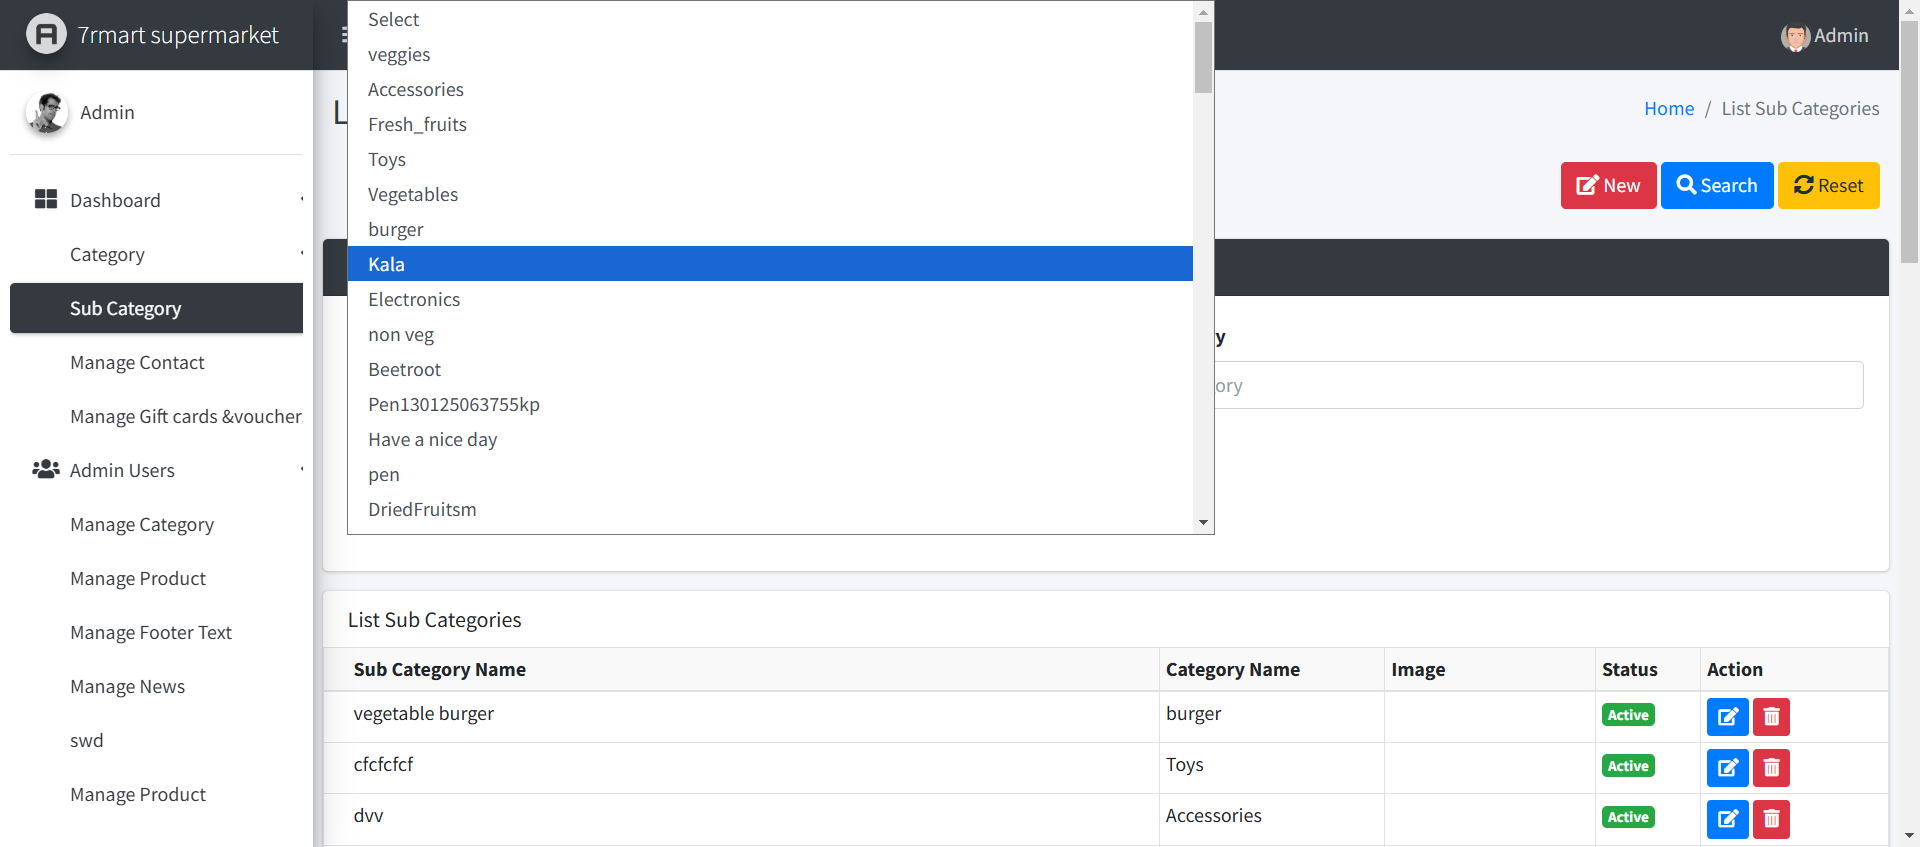 7rmart supermarket
Admin
Admin
Dashboard
Category
Sub Category
Manage Contact
Manage Gift cards &voucher
Admin Users
Manage Category
Manage Product
Manage Footer Text
Manage News
swd
Manage Product
Select
veggies
Accessories
Fresh_fruits
Toys
Vegetables
burger
Kala
Electronics
non veg
Beetroot
Pen130125063755kp
Have a nice day
pen
DriedFruitsm
Home / List Sub Categories
New Search Reset
List Sub Categories
Sub Category Name Category Name Image Status Action
vegetable burger burger Active
cfcfcfcf Toys Active
dvv Accessories Active